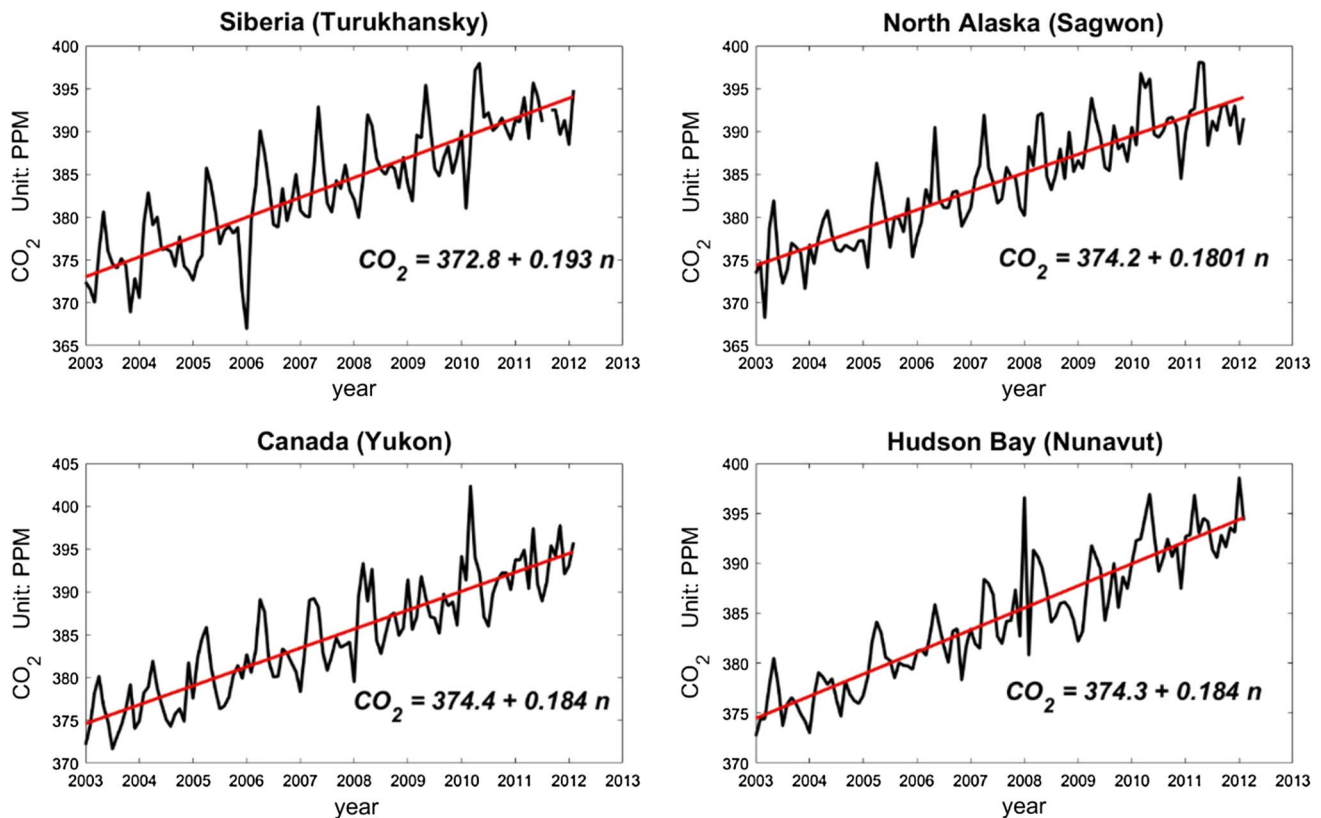 Siberia (Turukhansky)
400
395
390
385
380
375
370
365
CO2 Unit: PPM
CO2 = 372.8 + 0.193 n
2003 2004 2005 2006 2007 2008 2009 2010 2011 2012 2013
year
North Alaska (Sagwon)
400
395
390
385
380
375
370
365
CO2 Unit: PPM
CO2 = 374.2 + 0.1801 n
2003 2004 2005 2006 2007 2008 2009 2010 2011 2012 2013
year
Canada (Yukon)
405
400
395
390
385
380
375
370
CO2 Unit: PPM
CO2 = 374.4 + 0.184 n
2003 2004 2005 2006 2007 2008 2009 2010 2011 2012 2013
year
Hudson Bay (Nunavut)
400
395
390
385
380
375
370
CO2 Unit: PPM
CO2 = 374.3 + 0.184 n
2003 2004 2005 2006 2007 2008 2009 2010 2011 2012 2013
year